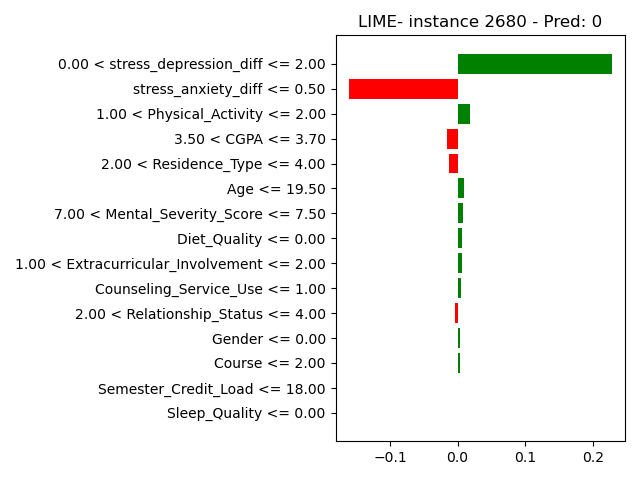 LIME- instance 2680 - Pred: 0
0.00 < stress_depression_diff <= 2.00
stress_anxiety_diff <= 0.50
1.00 < Physical_Activity <= 2.00
3.50 < CGPA <= 3.70
2.00 < Residence_Type <= 4.00
Age <= 19.50
7.00 < Mental_Severity_Score <= 7.50
Diet_Quality <= 0.00
1.00 < Extracurricular_Involvement <= 2.00
Counseling_Service_Use <= 1.00
2.00 < Relationship_Status <= 4.00
Gender <= 0.00
Course <= 2.00
Semester_Credit_Load <= 18.00
Sleep_Quality <= 0.00
−0.1 0.0 0.1 0.2